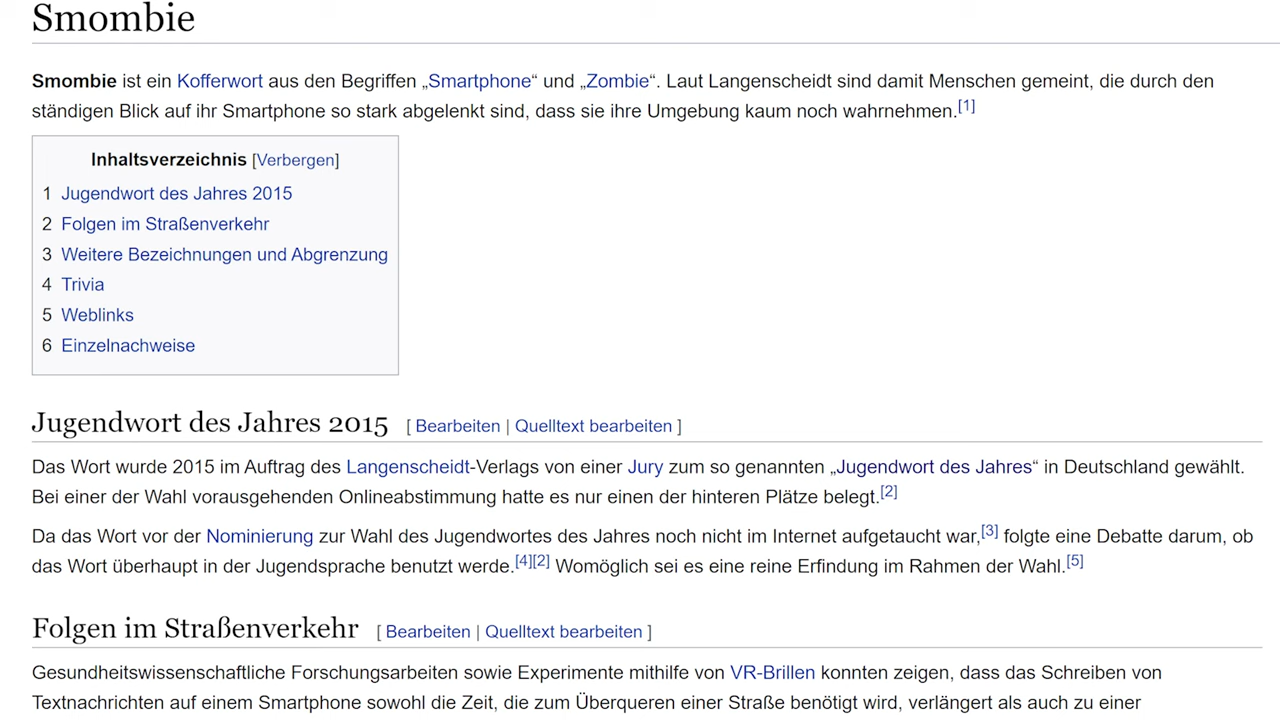 Smombie
Smombie ist ein Kofferwort aus den Begriffen „Smartphone“ und „Zombie“. Laut Langenscheidt sind damit Menschen gemeint, die durch den
ständigen Blick auf ihr Smartphone so stark abgelenkt sind, dass sie ihre Umgebung kaum noch wahrnehmen.[1]
Inhaltsverzeichnis [Verbergen]
1 Jugendwort des Jahres 2015
2 Folgen im Straßenverkehr
3 Weitere Bezeichnungen und Abgrenzung
4 Trivia
5 Weblinks
6 Einzelnachweise
Jugendwort des Jahres 2015 [ Bearbeiten | Quelltext bearbeiten ]
Das Wort wurde 2015 im Auftrag des Langenscheidt-Verlags von einer Jury zum so genannten „Jugendwort des Jahres“ in Deutschland gewählt.
Bei einer der Wahl vorausgehenden Onlineabstimmung hatte es nur einen der hinteren Plätze belegt.[2]
Da das Wort vor der Nominierung zur Wahl des Jugendwortes des Jahres noch nicht im Internet aufgetaucht war,[3] folgte eine Debatte darum, ob
das Wort überhaupt in der Jugendsprache benutzt werde.[4][2] Womöglich sei es eine reine Erfindung im Rahmen der Wahl.[5]
Folgen im Straßenverkehr [ Bearbeiten | Quelltext bearbeiten ]
Gesundheitswissenschaftliche Forschungsarbeiten sowie Experimente mithilfe von VR-Brillen konnten zeigen, dass das Schreiben von
Textnachrichten auf einem Smartphone sowohl die Zeit, die zum Überqueren einer Straße benötigt wird, verlängert als auch zu einer